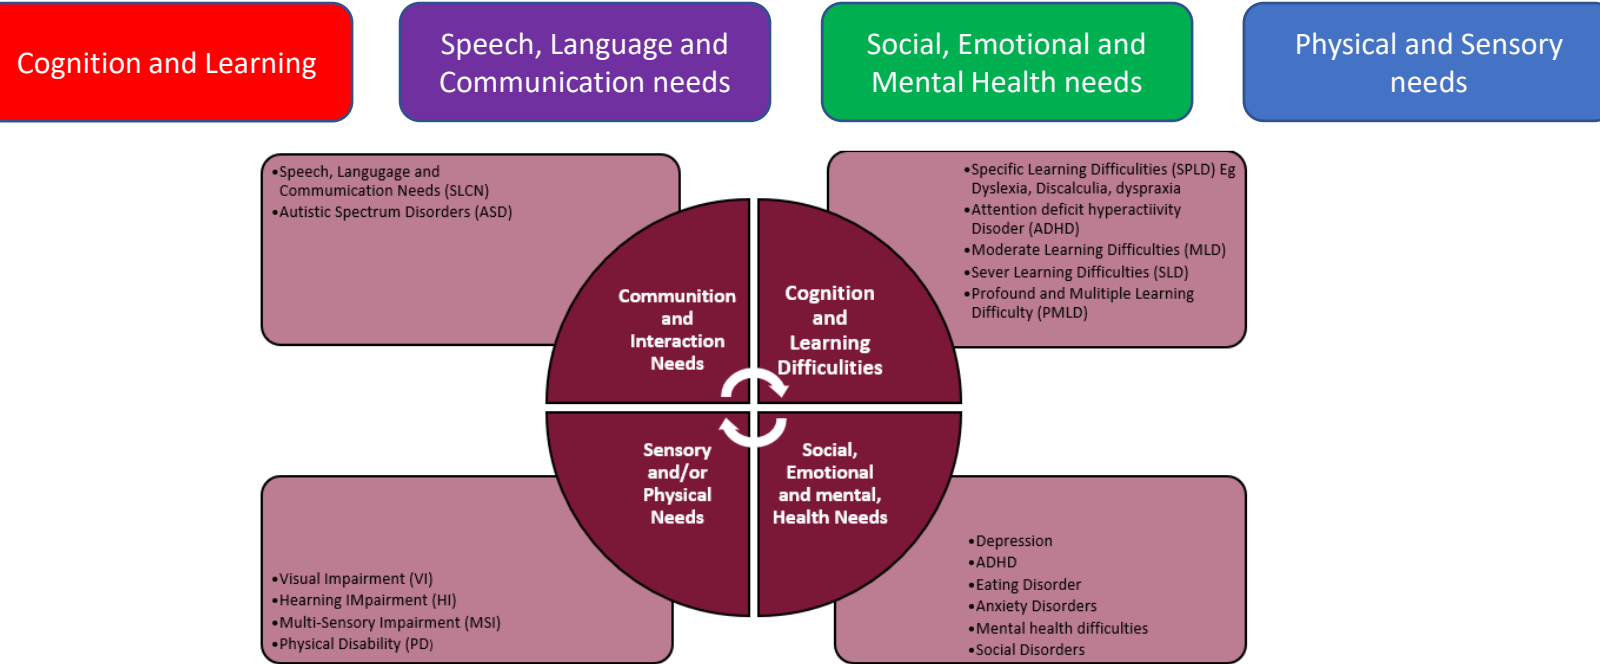 Cognition and Learning
Speech, Language and
Communication needs
Social, Emotional and
Mental Health needs
Physical and Sensory
needs
•Speech, Langugage and
Commumication Needs (SLCN)
•Autistic Spectrum Disorders (ASD)
•Specific Learning Difficulities (SPLD) Eg
Dyslexia, Discalculia, dyspraxia
•Attention deficit hyperactiivity
Disoder (ADHD)
•Moderate Learning Difficulties (MLD)
•Sever Learning Difficulties (SLD)
•Profound and Mulitiple Learning
Difficulty (PMLD)
Communition
and
Interaction
Needs
Cognition
and
Learning
Difficulities
Sensory
and/or
Physical
Needs
Social,
Emotional
and mental,
Health Needs
•Visual Impairment (VI)
•Hearning IMpairment (HI)
•Multi-Sensory Impairment (MSI)
•Physical Disability (PD)
•Depression
•ADHD
•Eating Disorder
•Anxiety Disorders
•Mental health difficulties
•Social Disorders